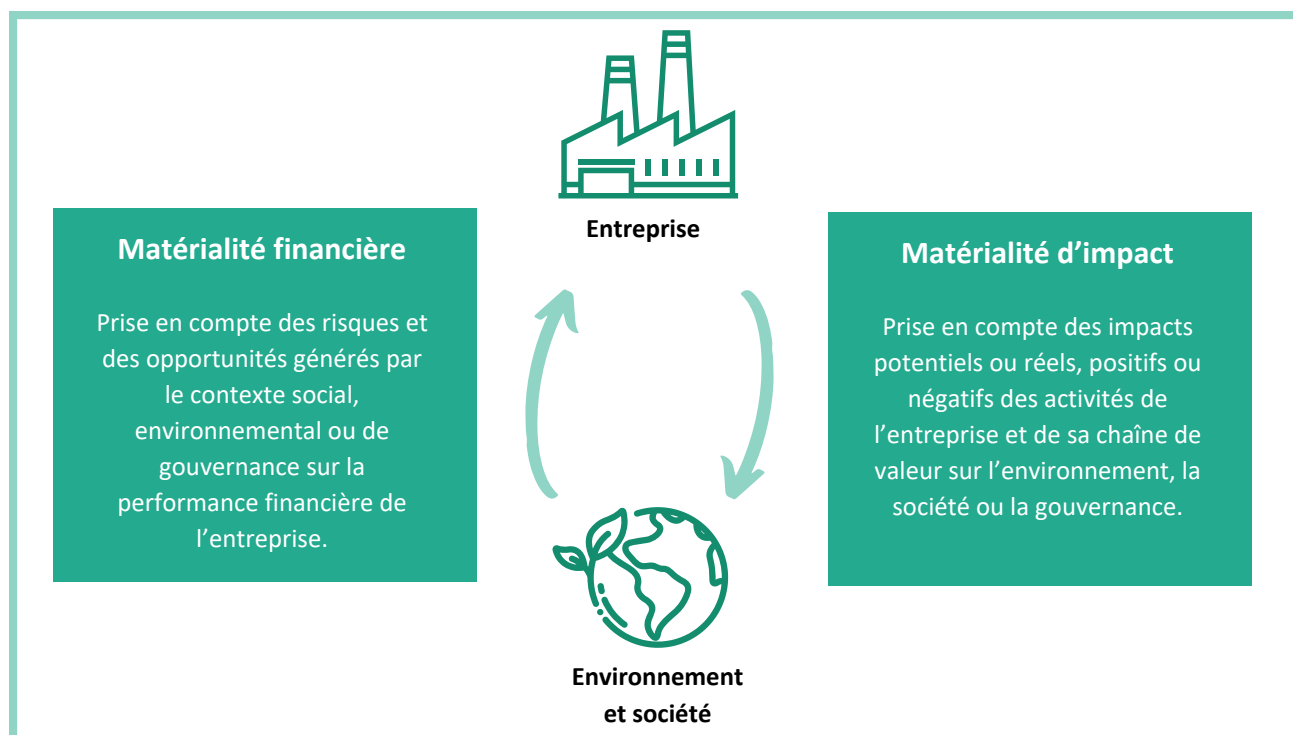 Entreprise
Matérialité financière
Prise en compte des risques et
des opportunités générés par
le contexte social,
environnemental ou de
gouvernance sur la
performance financière de
l’entreprise.
Matérialité d’impact
Prise en compte des impacts
potentiels ou réels, positifs ou
négatifs des activités de
l’entreprise et de sa chaîne de
valeur sur l’environnement, la
société ou la gouvernance.
Environnement
et société